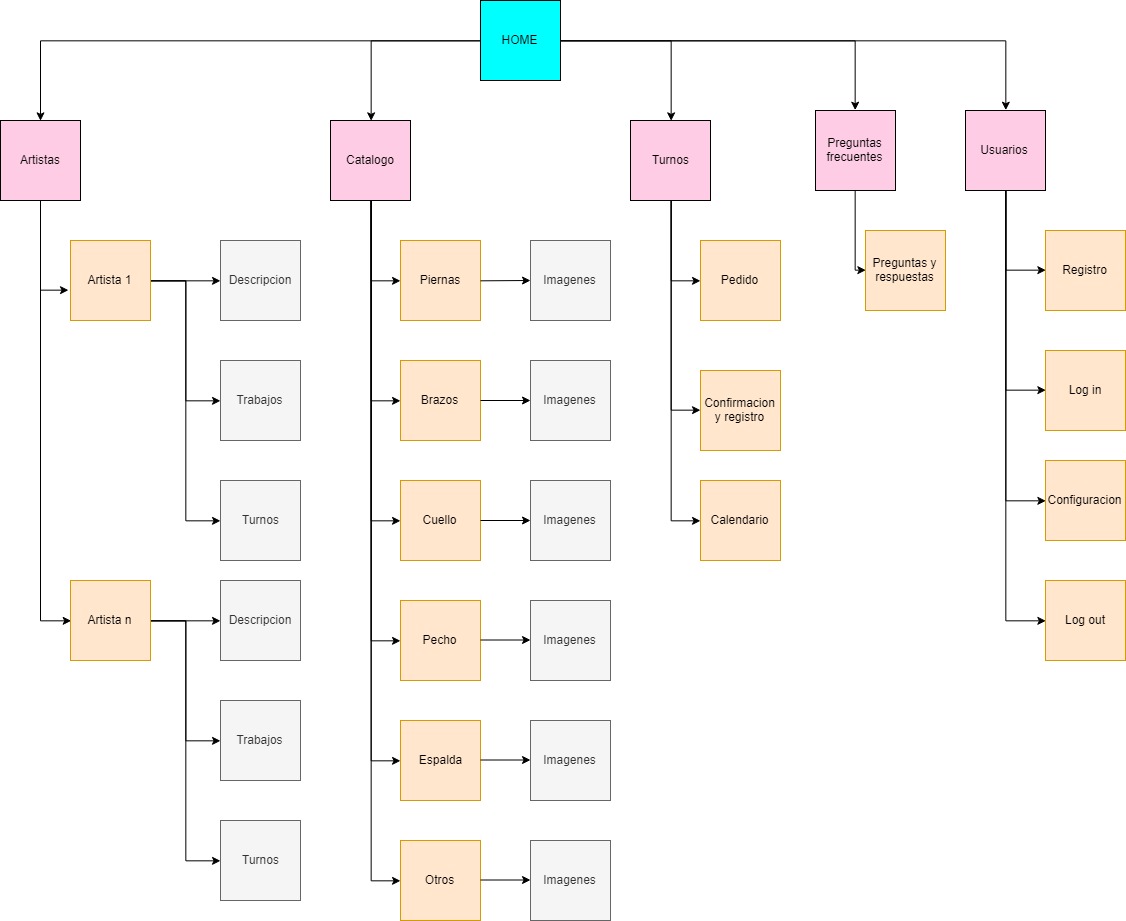 HOME
Artistas
Catalogo
Turnos
Preguntas
frecuentes
Usuarios
Artista 1
Descripcion
Trabajos
Turnos
Artista n
Descripcion
Trabajos
Turnos
Piernas
Imagenes
Brazos
Imagenes
Cuello
Imagenes
Pecho
Imagenes
Espalda
Imagenes
Otros
Imagenes
Pedido
Confirmacion
y registro
Calendario
Preguntas y
respuestas
Registro
Log in
Configuracion
Log out